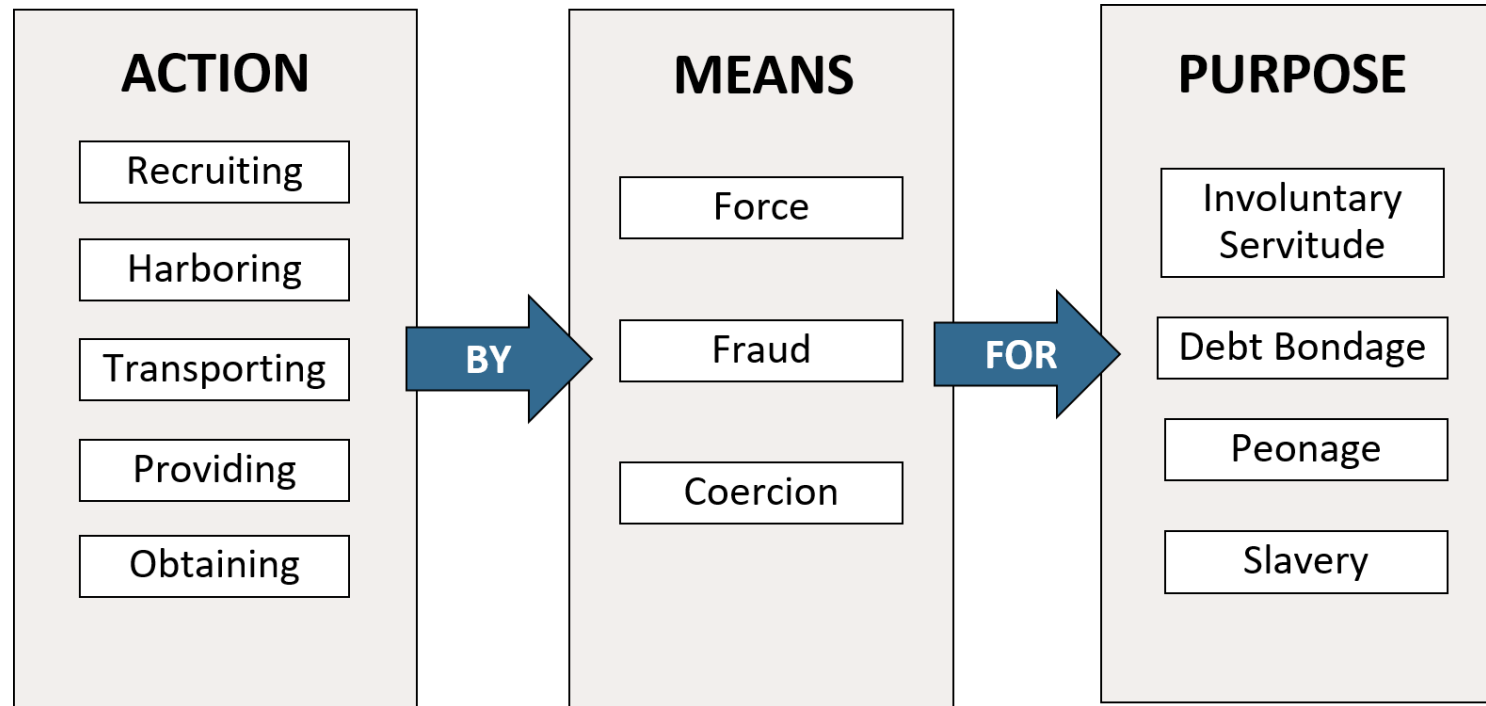 ACTION
Recruiting
Harboring
Transporting
Providing
Obtaining
BY
MEANS
Force
Fraud
Coercion
FOR
PURPOSE
Involuntary
Servitude
Debt Bondage
Peonage
Slavery